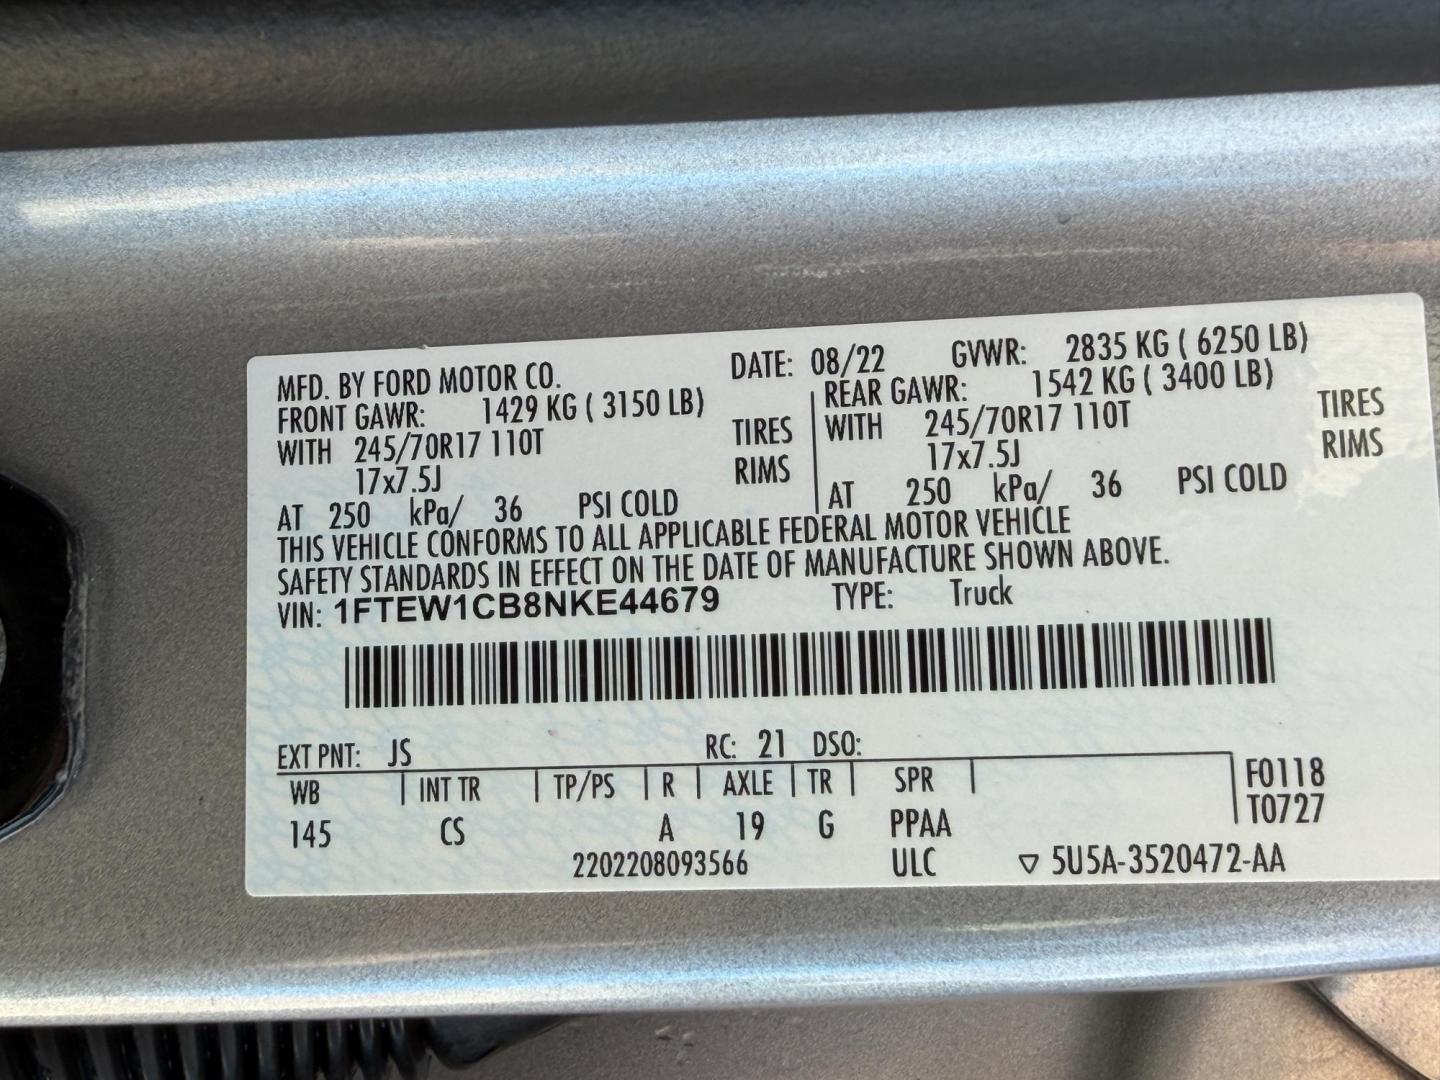 MFD. BY FORD MOTOR CO. DATE: 08/22 GVWR: 2835 KG ( 6250 LB)
FRONT GAWR: 1429 KG ( 3150 LB) REAR GAWR: 1542 KG ( 3400 LB)
WITH 245/70R17 110T TIRES WITH 245/70R17 110T TIRES
17x7.5J RIMS 17x7.5J RIMS
AT 250 kPa/ 36 PSI COLD AT 250 kPa/ 36 PSI COLD
THIS VEHICLE CONFORMS TO ALL APPLICABLE FEDERAL MOTOR VEHICLE
SAFETY STANDARDS IN EFFECT ON THE DATE OF MANUFACTURE SHOWN ABOVE.
VIN: 1FTEW1CB8NKE44679 TYPE: Truck
EXT PNT: JS RC: 21 DSO:
WB INT TR TP/PS R AXLE TR SPR F0118
145 CS A 19 G PPAA T0727
2202208093566 ULC ▽ 5U5A-3520472-AA